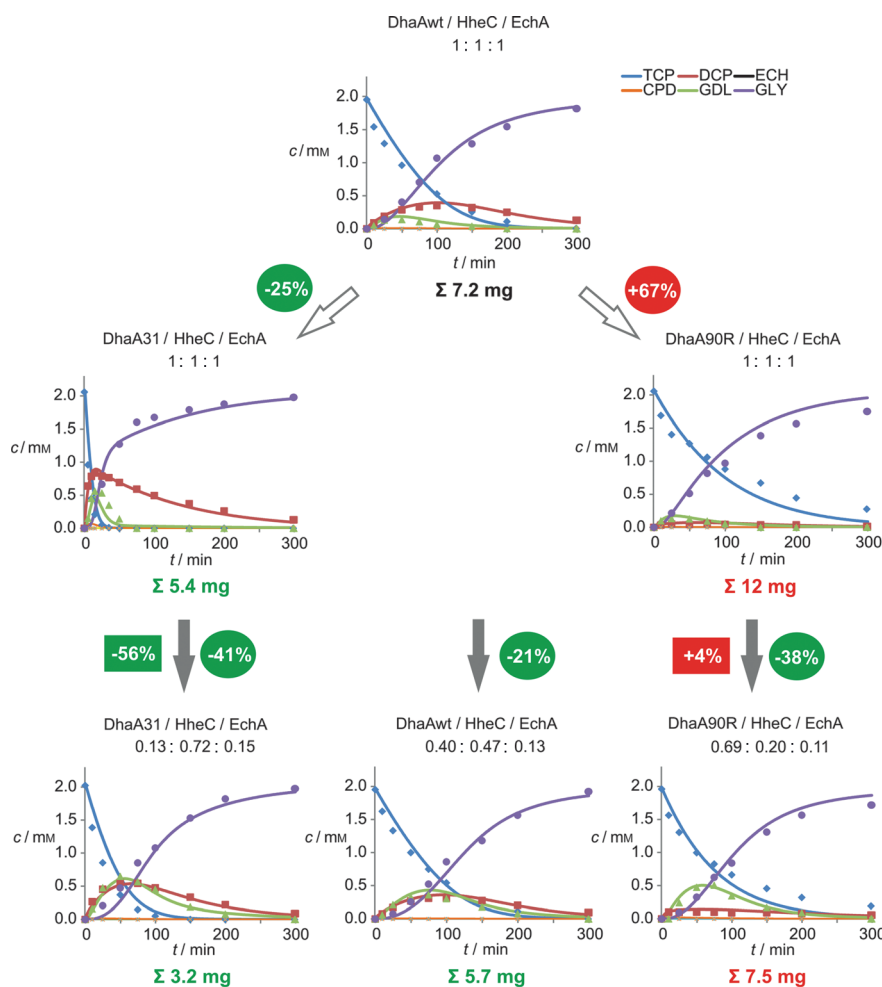 DhaAwt / HheC / EchA
1 : 1 : 1
TCP DCP ECH
CPD GDL GLY
2.0
1.5
c / mM
1.0
0.5
0.0
0 100 200 300
t / min
Σ 7.2 mg
-25%
+67%
DhaA31 / HheC / EchA
1 : 1 : 1
2.0
1.5
c / mM
1.0
0.5
0.0
0 100 200 300
t / min
Σ 5.4 mg
DhaA90R / HheC / EchA
1 : 1 : 1
2.0
1.5
c / mM
1.0
0.5
0.0
0 100 200 300
t / min
Σ 12 mg
-56%
-41%
-21%
+4%
-38%
DhaA31 / HheC / EchA
0.13 : 0.72 : 0.15
2.0
1.5
c / mM
1.0
0.5
0.0
0 100 200 300
t / min
Σ 3.2 mg
DhaAwt / HheC / EchA
0.40 : 0.47 : 0.13
2.0
1.5
c / mM
1.0
0.5
0.0
0 100 200 300
t / min
Σ 5.7 mg
DhaA90R / HheC / EchA
0.69 : 0.20 : 0.11
2.0
1.5
c / mM
1.0
0.5
0.0
0 100 200 300
t / min
Σ 7.5 mg